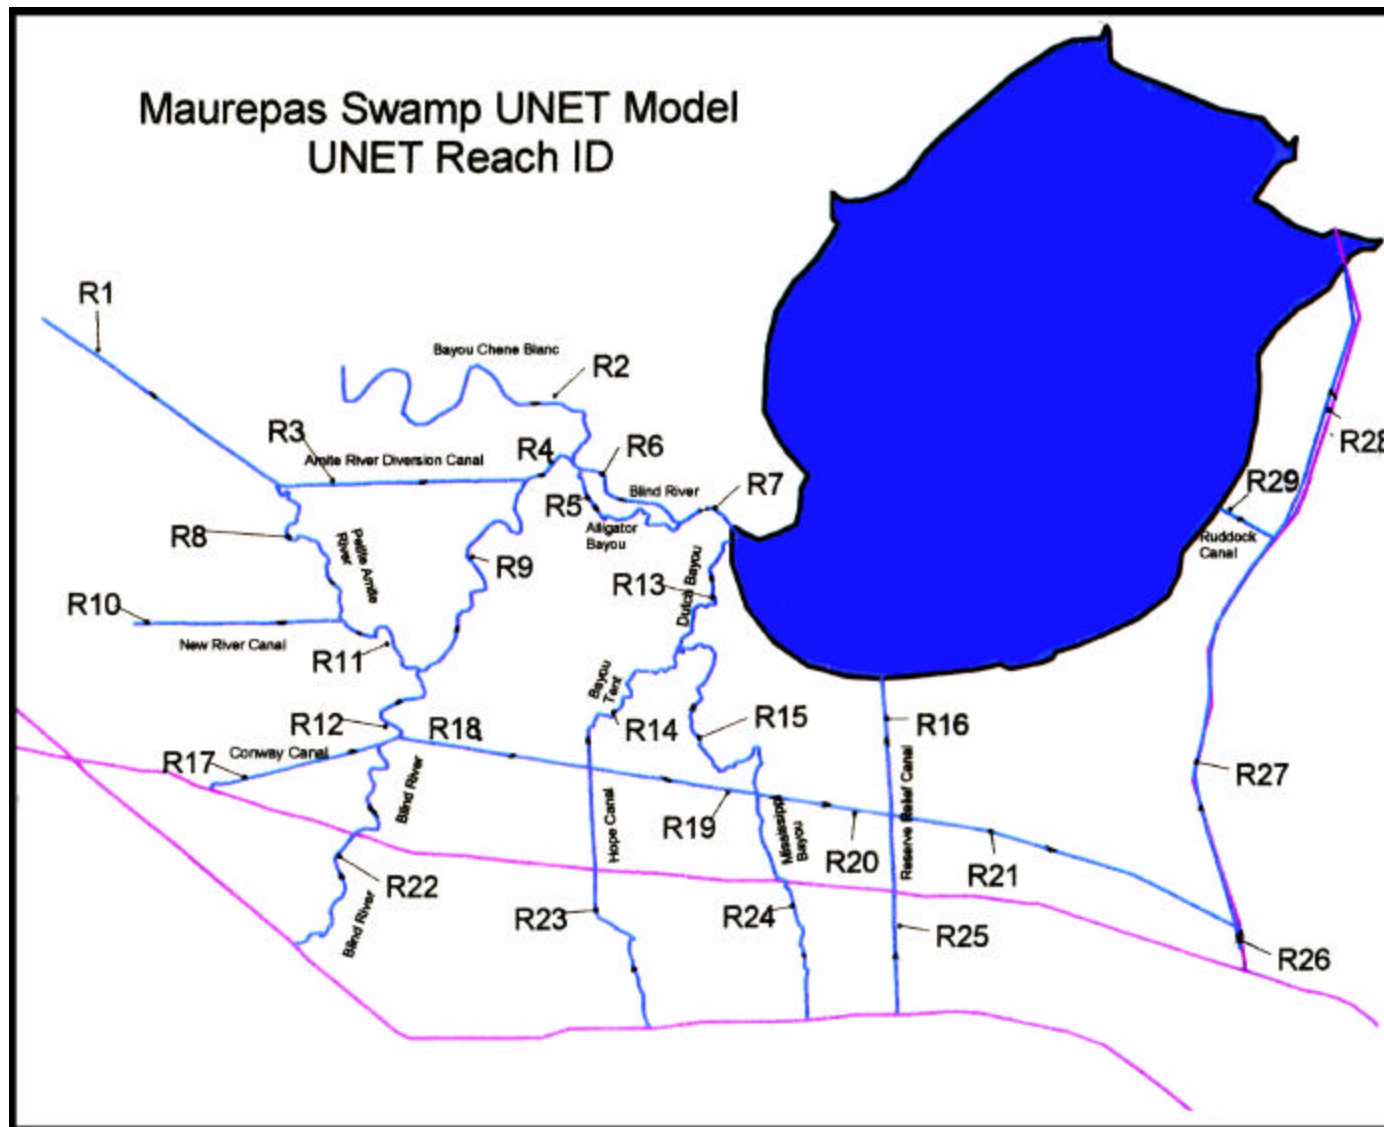 Maurepas Swamp UNET Model
UNET Reach ID
R1
Bayou Chene Blanc
R2
R3
Amite River Diversion Canal
R4
R6
R28
R5
Blind River
R7
R29
Alligator
Bayou
Ruddock
Canal
R8
Petite Amite
River
R9
R13
Dutch Bayou
R10
New River Canal
R11
Bayou
Tent
R12
R18
R14
R15
R16
R17
Conway Canal
Blind River
Hope Canal
R19
Mississippi
Bayou
R20
Reserve Relief Canal
R21
R27
R22
Blind River
R23
R24
R25
R26